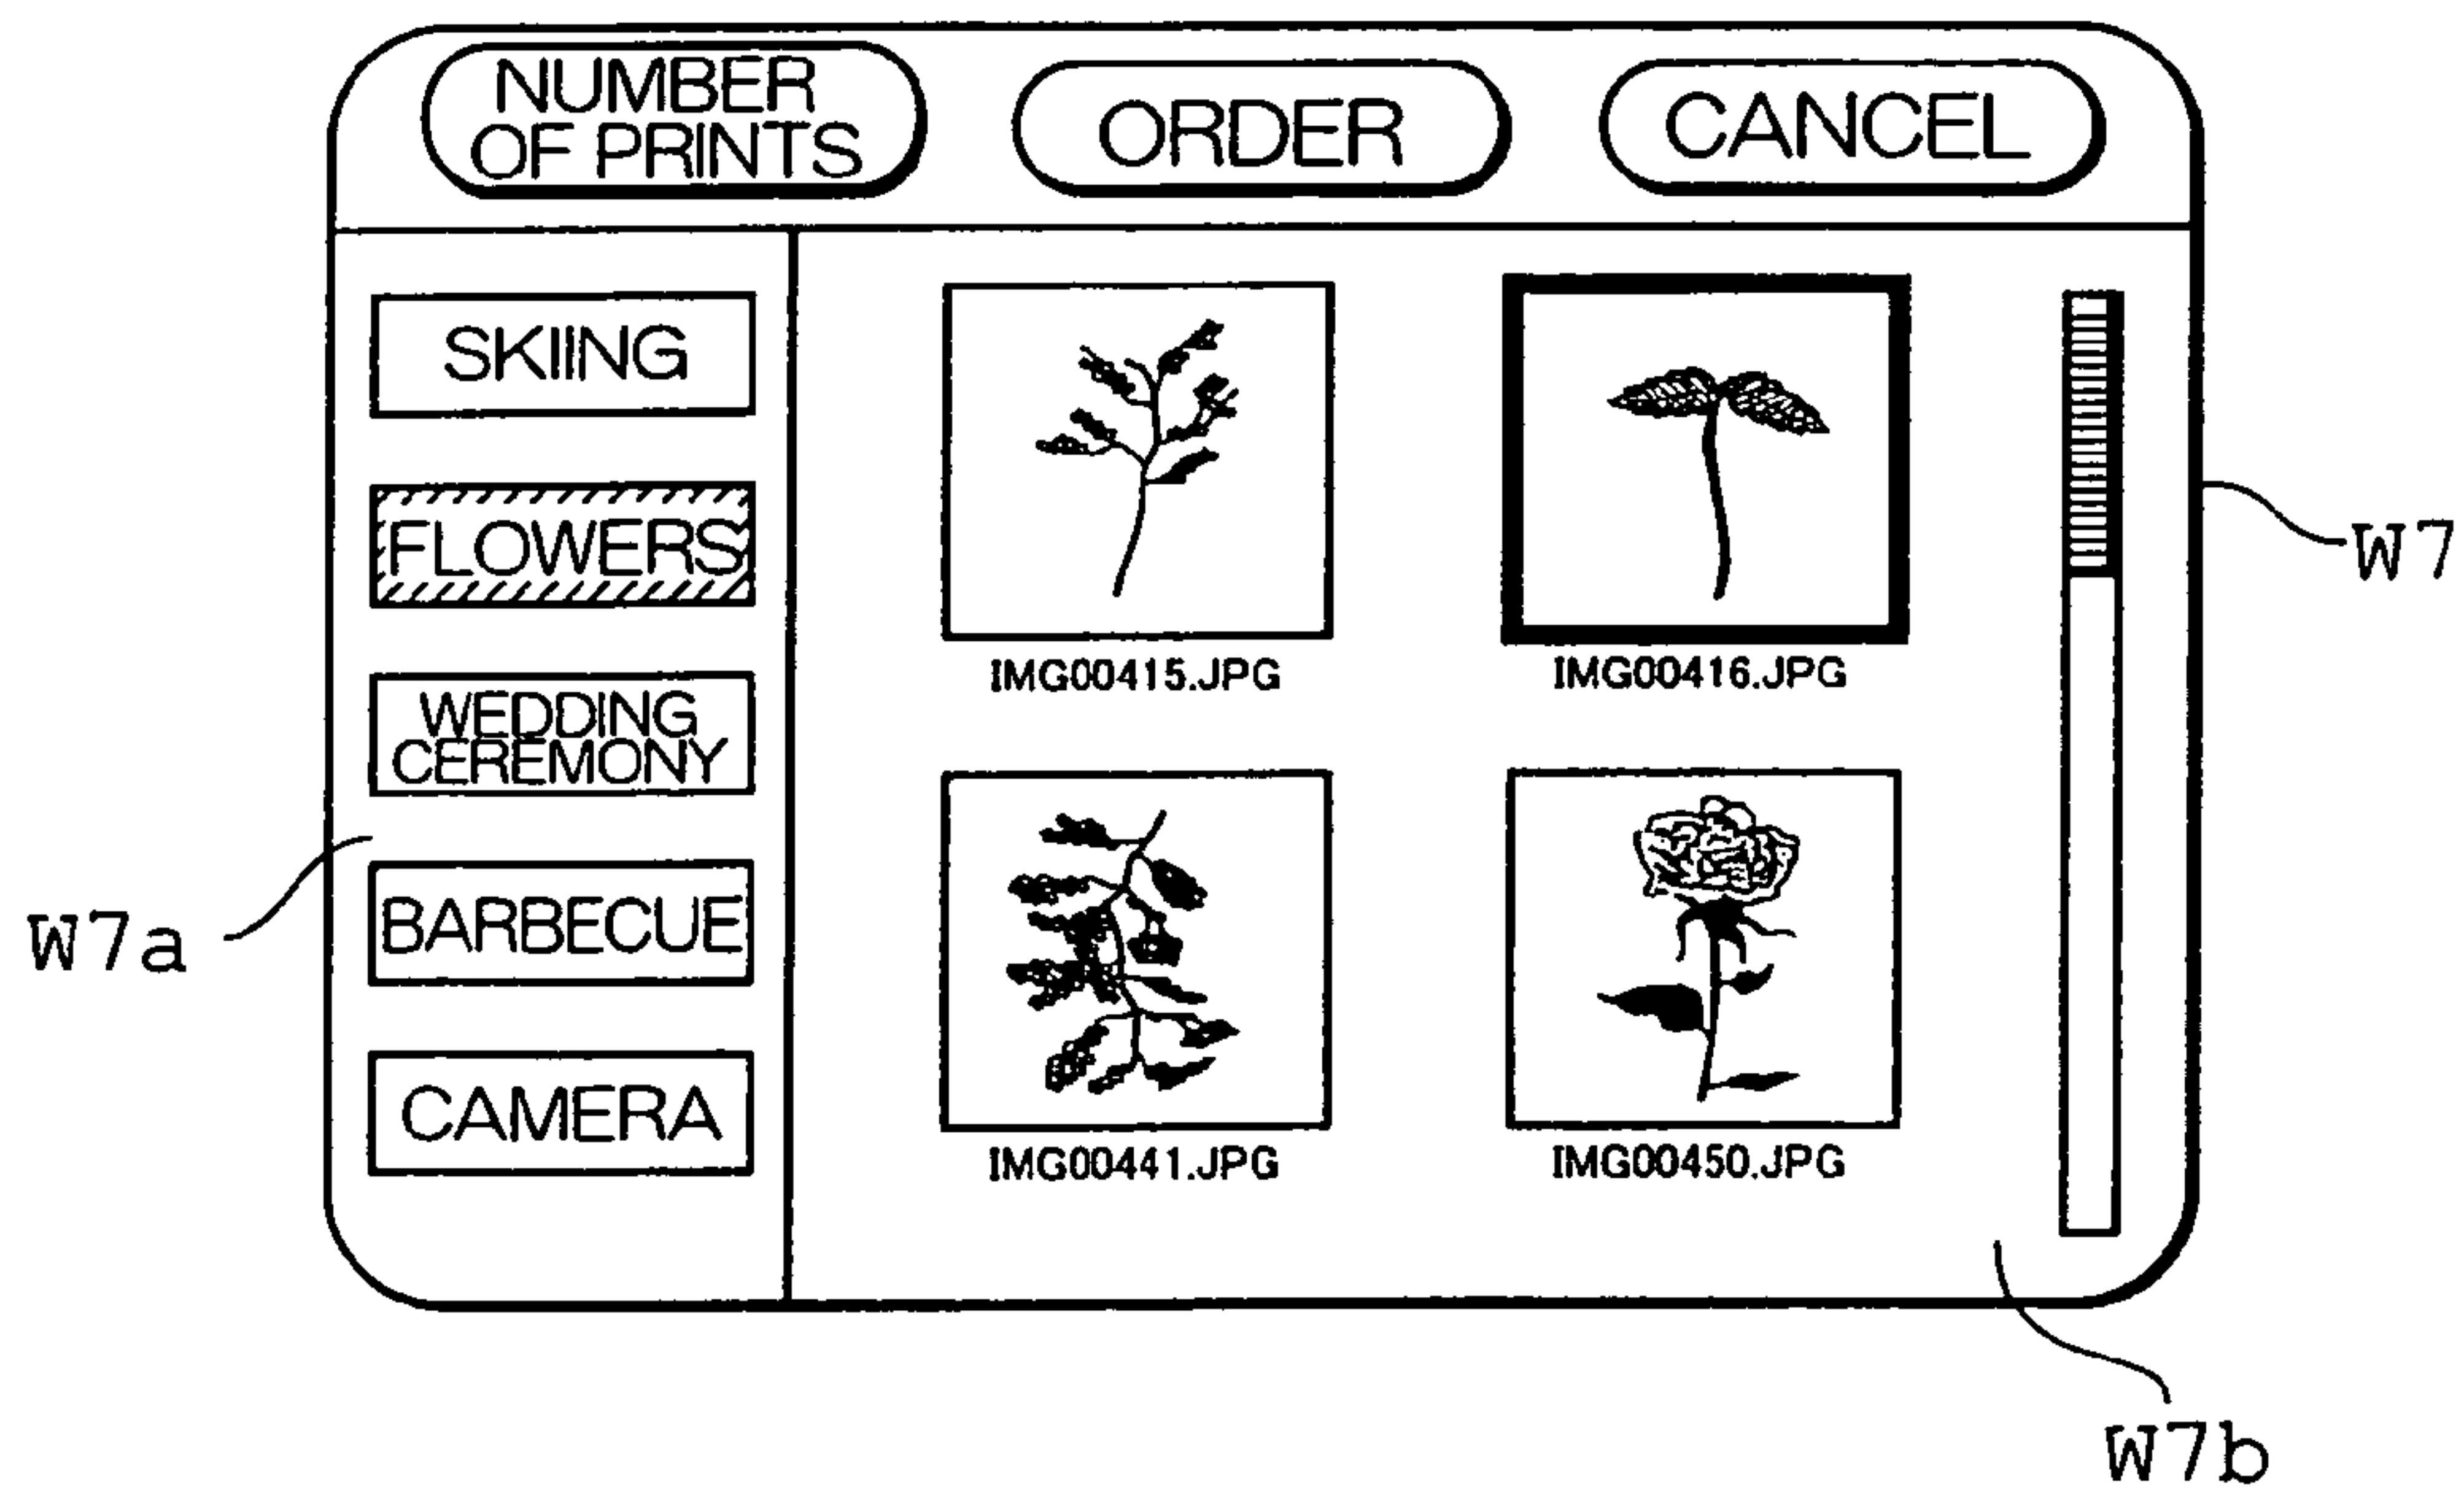 NUMBER
OF PRINTS
ORDER
CANCEL
SKIING
FLOWERS
WEDDING
CEREMONY
BARBECUE
CAMERA
IMG00415.JPG
IMG00416.JPG
IMG00441.JPG
IMG00450.JPG
W7
W7a
W7b